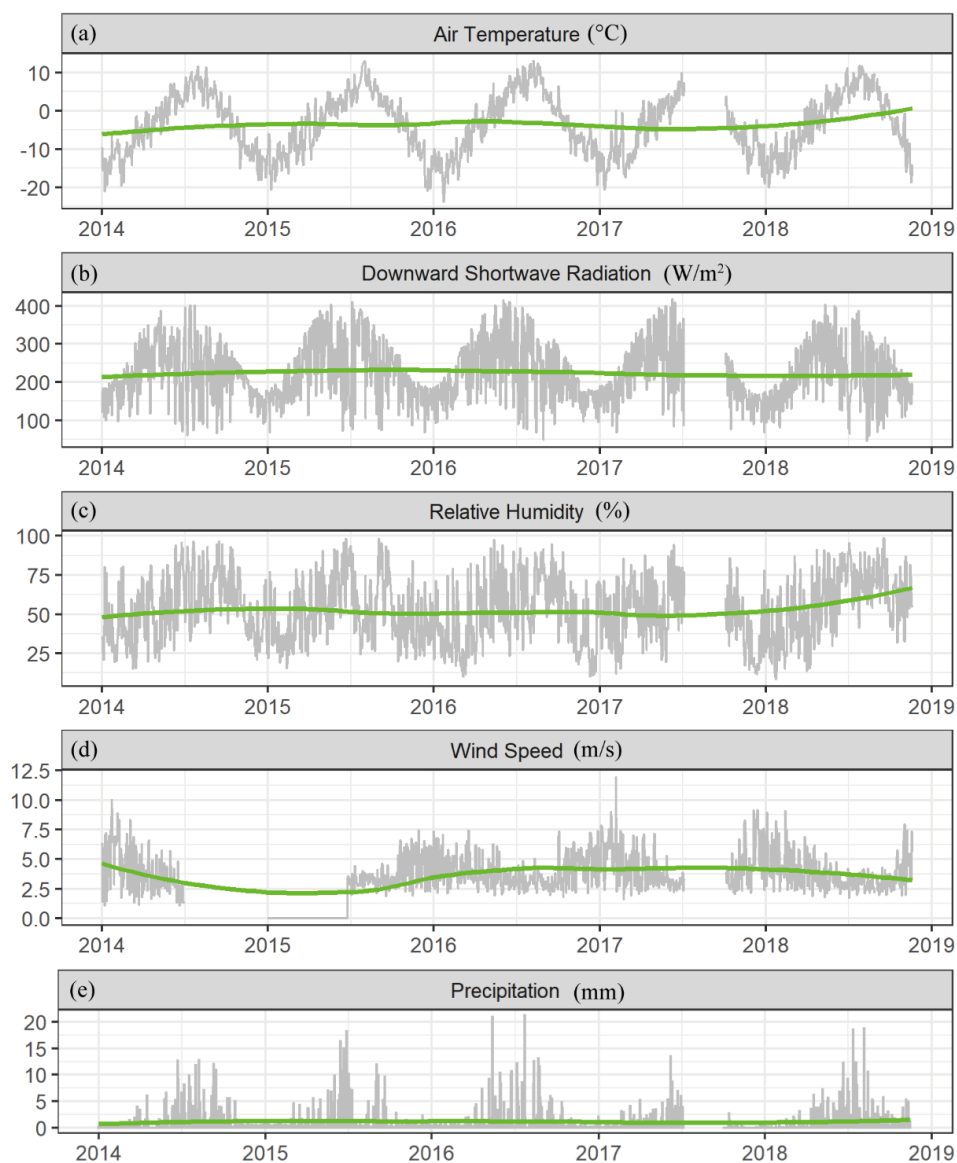 (a) Air Temperature (°C)
10
0
-10
-20
2014 2015 2016 2017 2018 2019
(b) Downward Shortwave Radiation (W/m²)
400
300
200
100
2014 2015 2016 2017 2018 2019
(c) Relative Humidity (%)
100
75
50
25
2014 2015 2016 2017 2018 2019
(d) Wind Speed (m/s)
12.5
10.0
7.5
5.0
2.5
0.0
2014 2015 2016 2017 2018 2019
(e) Precipitation (mm)
20
15
10
5
0
2014 2015 2016 2017 2018 2019